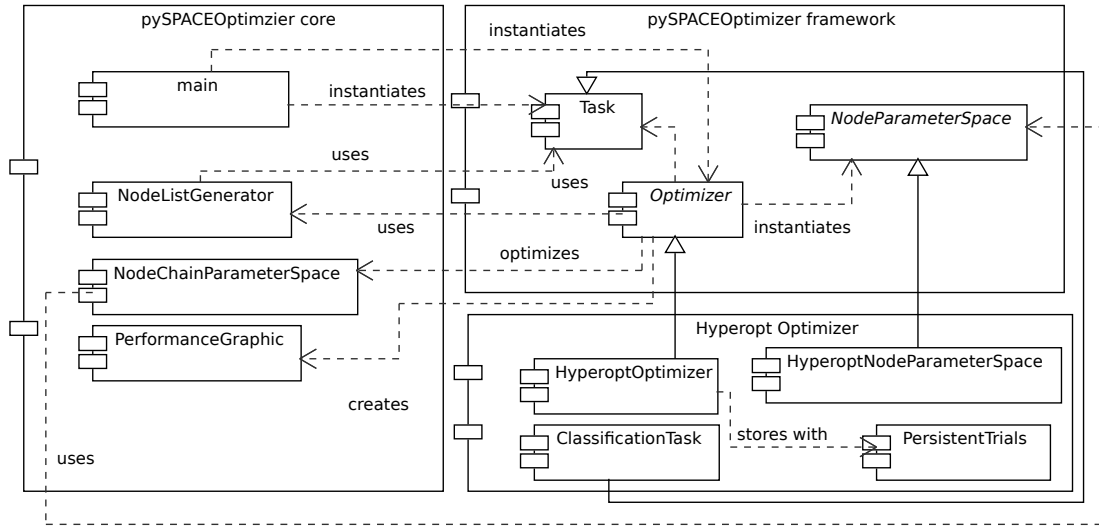 pySPACEOptimzier core
pySPACEOptimizer framework
instantiates
main
instantiates
Task
NodeParameterSpace
uses
uses
NodeListGenerator
Optimizer
uses
instantiates
optimizes
NodeChainParameterSpace
PerformanceGraphic
Hyperopt Optimizer
HyperoptOptimizer
HyperoptNodeParameterSpace
creates
stores with
ClassificationTask
PersistentTrials
uses